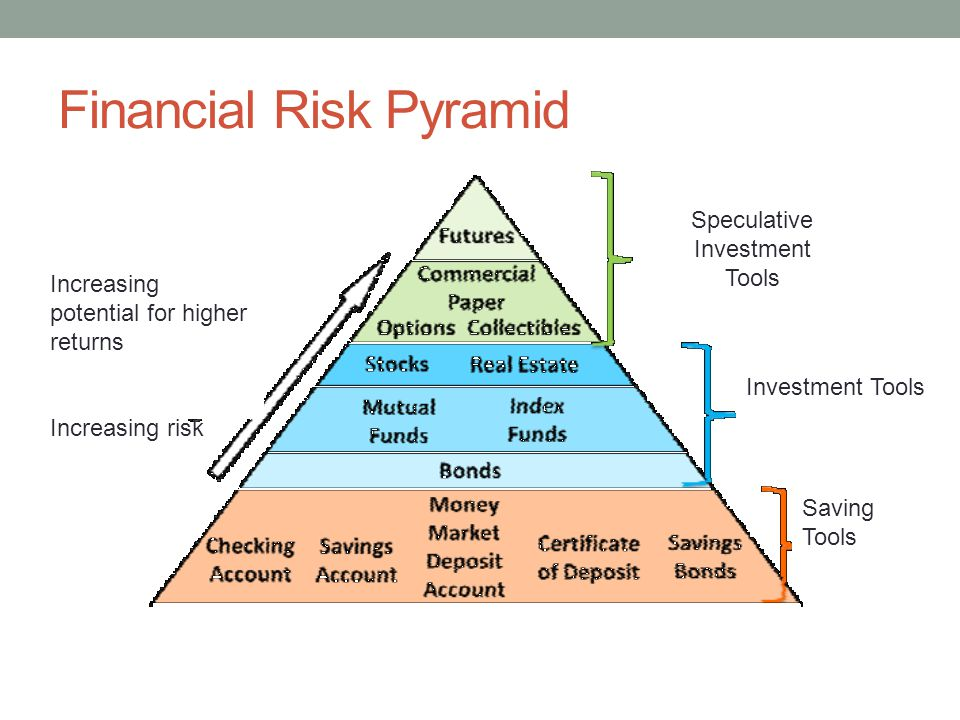 Financial Risk Pyramid
Speculative
Investment
Tools
Increasing
potential for higher
returns
Increasing risk
Futures
Commercial
Paper
Options Collectibles
Stocks Real Estate
Mutual
Funds
Index
Funds
Bonds
Investment Tools
Checking
Account
Savings
Account
Money
Market
Deposit
Account
Certificate
of Deposit
Savings
Bonds
Saving
Tools